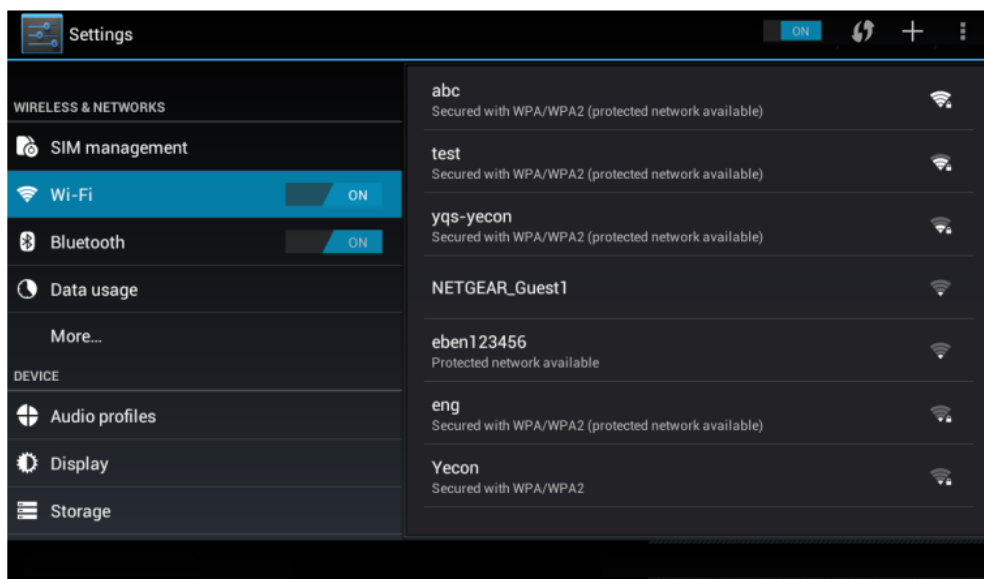 Settings
ON
WIRELESS & NETWORKS
SIM management
Wi-Fi ON
Bluetooth ON
Data usage
More...
DEVICE
Audio profiles
Display
Storage
abc
Secured with WPA/WPA2 (protected network available)
test
Secured with WPA/WPA2 (protected network available)
yqs-yecon
Secured with WPA/WPA2 (protected network available)
NETGEAR_Guest1
eben123456
Protected network available
eng
Secured with WPA/WPA2 (protected network available)
Yecon
Secured with WPA/WPA2